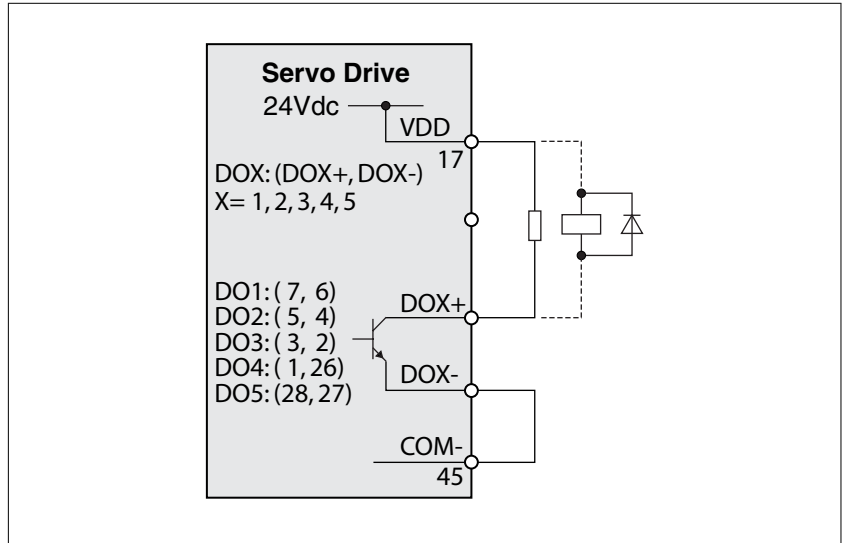 Servo Drive
24Vdc
VDD
17
DOX: (DOX+, DOX-)
X= 1, 2, 3, 4, 5
DO1: ( 7, 6)
DO2: ( 5, 4)
DO3: ( 3, 2)
DO4: ( 1, 26)
DO5: (28, 27)
DOX+
DOX-
COM-
45